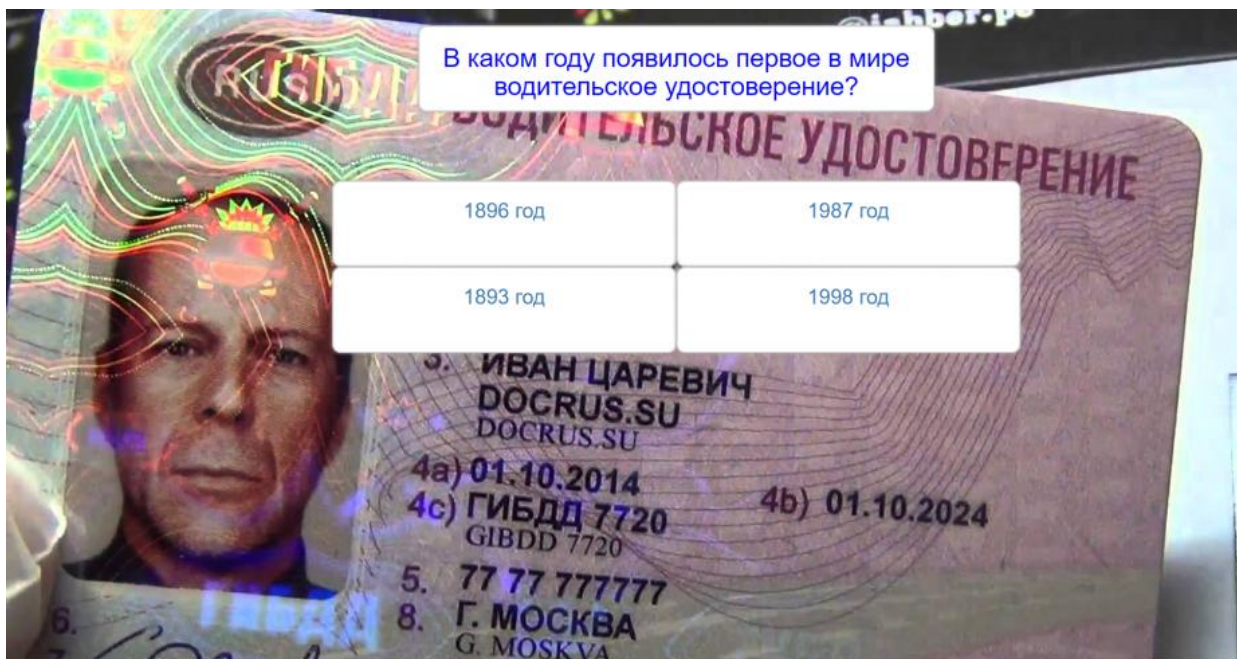 В каком году появилось первое в мире
водительское удостоверение?
ВОДИТЕЛЬСКОЕ УДОСТОВЕРЕНИЕ
1896 год
1987 год
1893 год
1998 год
3. ИВАН ЦАРЕВИЧ
DOCRUS.SU
DOCRUS.SU
4a) 01.10.2014
4b) 01.10.2024
4c) ГИБДД 7720
GIBDD 7720
5. 77 77 777777
8. Г. МОСКВА
G. MOSKVA
6.